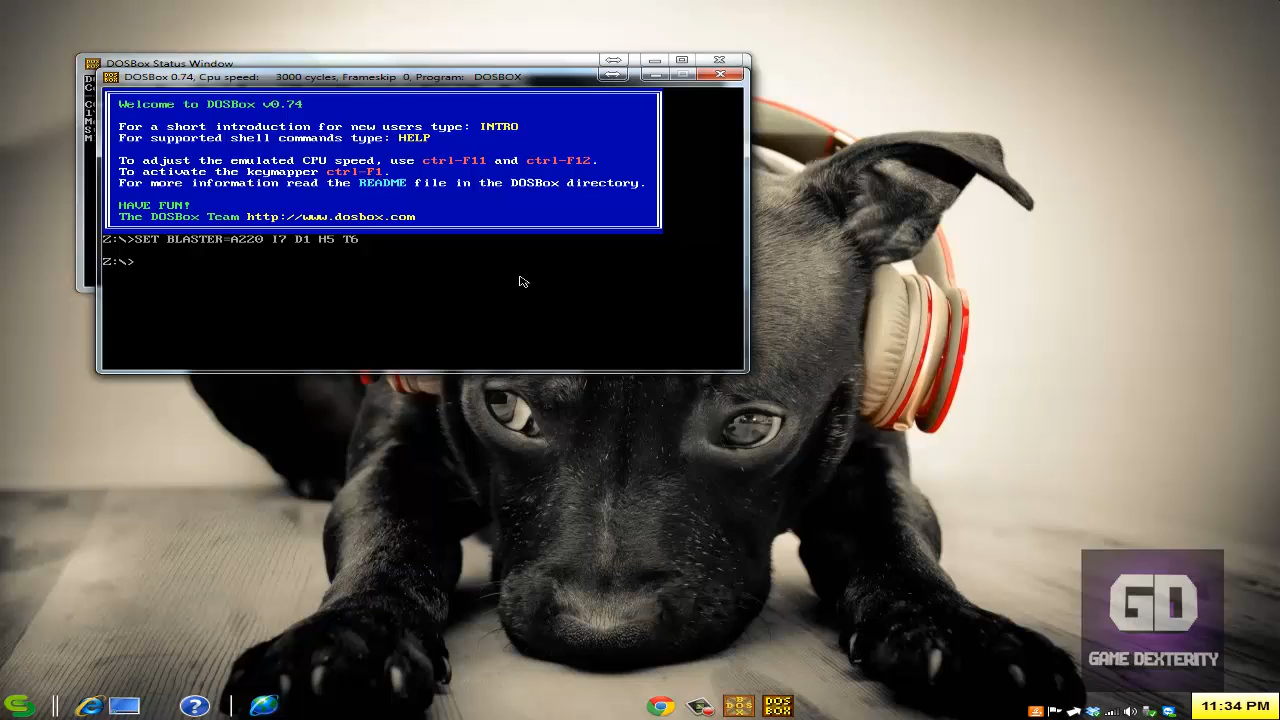 DOSBox Status Window
DOSBox 0.74, Cpu speed: 3000 cycles, Frameskip 0, Program: DOSBOX
Welcome to DOSBox v0.74
For a short introduction for new users type: INTRO
For supported shell commands type: HELP
To adjust the emulated CPU speed, use ctrl-F11 and ctrl-F12.
To activate the keymapper ctrl-F1.
For more information read the README file in the DOSBox directory.
HAVE FUN!
The DOSBox Team http://www.dosbox.com
Z:\>SET BLASTER=A220 I7 D1 H5 T6
Z:\>
GD
GAME DEXTERITY
11:34 PM